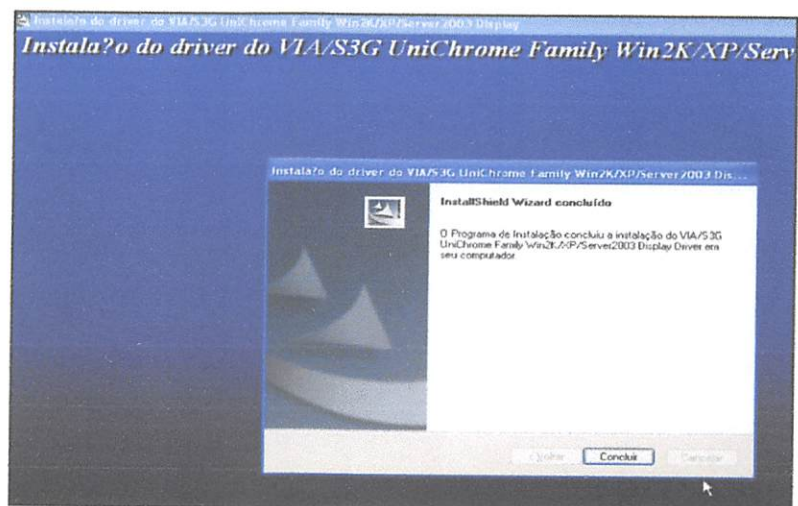 Instala?o do driver do VIA/S3G UniChrome Family Win2K/XP/Server2003 Display
Instala?o do driver do VIA/S3G UniChrome Family Win2K/XP/Serv
Instala?o do driver do VIA/S3G UniChrome Family Win2K/XP/Server2003 Dis...
InstallShield Wizard concluído
O Programa de Instalação concluiu a instalação do VIA/S3G
UniChrome Family Win2K/XP/Server2003 Display Driver em
seu computador
Concluir
Cancelar